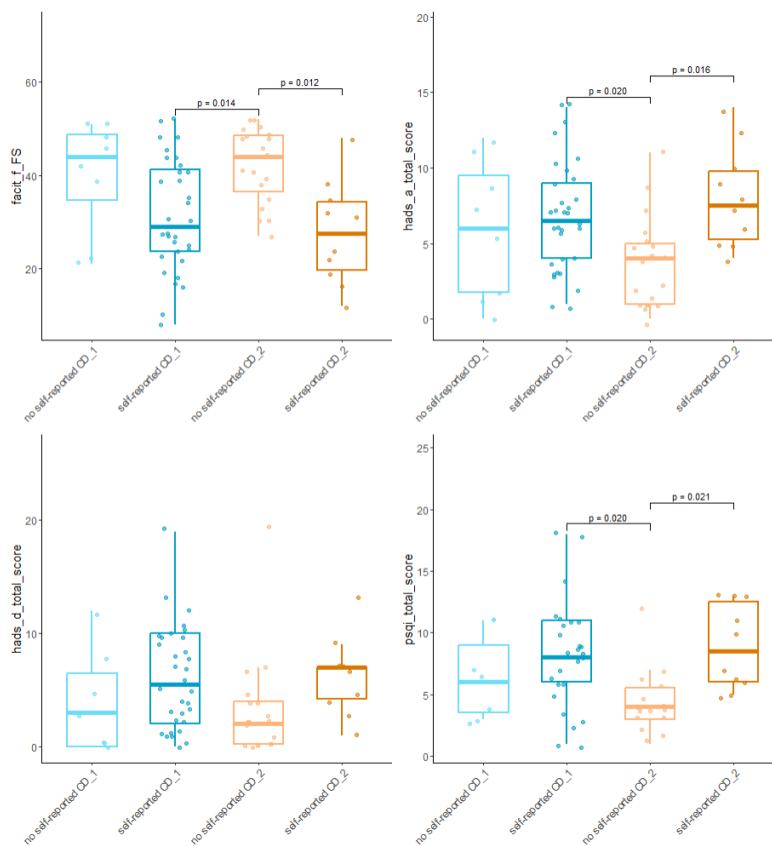 60
40
20
facit_f_FS
p = 0.014
p = 0.012
no self-reported CD_1
self-reported CD_1
no self-reported CD_2
self-reported CD_2
20
15
10
5
0
hads_a_total_score
p = 0.020
p = 0.016
no self-reported CD_1
self-reported CD_1
no self-reported CD_2
self-reported CD_2
20
10
0
hads_d_total_score
no self-reported CD_1
self-reported CD_1
no self-reported CD_2
self-reported CD_2
25
20
15
10
5
0
psqi_total_score
p = 0.020
p = 0.021
no self-reported CD_1
self-reported CD_1
no self-reported CD_2
self-reported CD_2